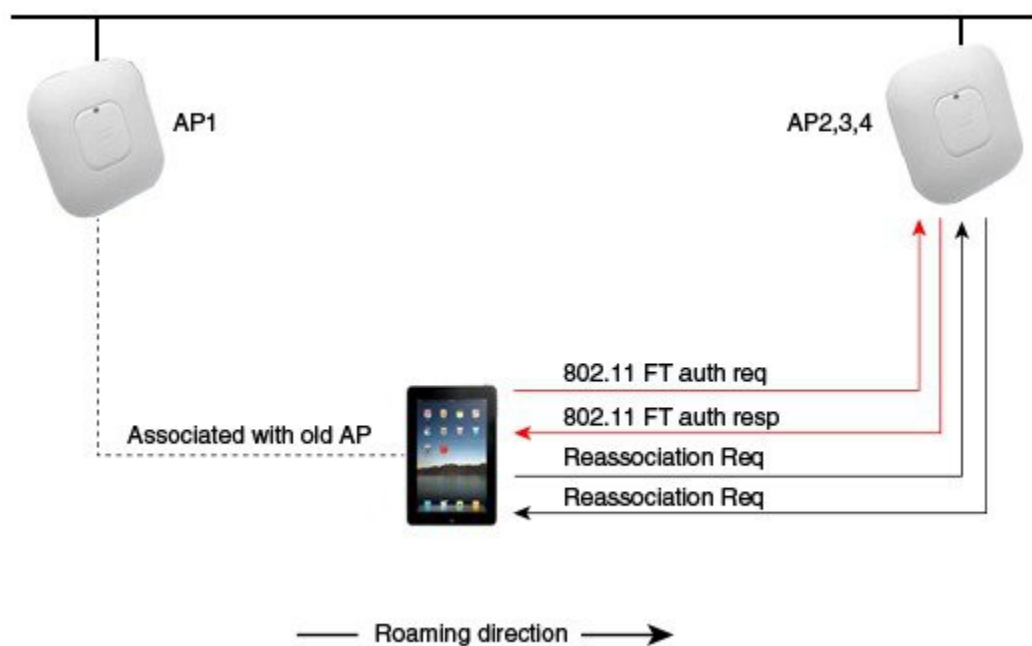 AP1
AP2,3,4
802.11 FT auth req
802.11 FT auth resp
Associated with old AP
Reassociation Req
Reassociation Req
Roaming direction